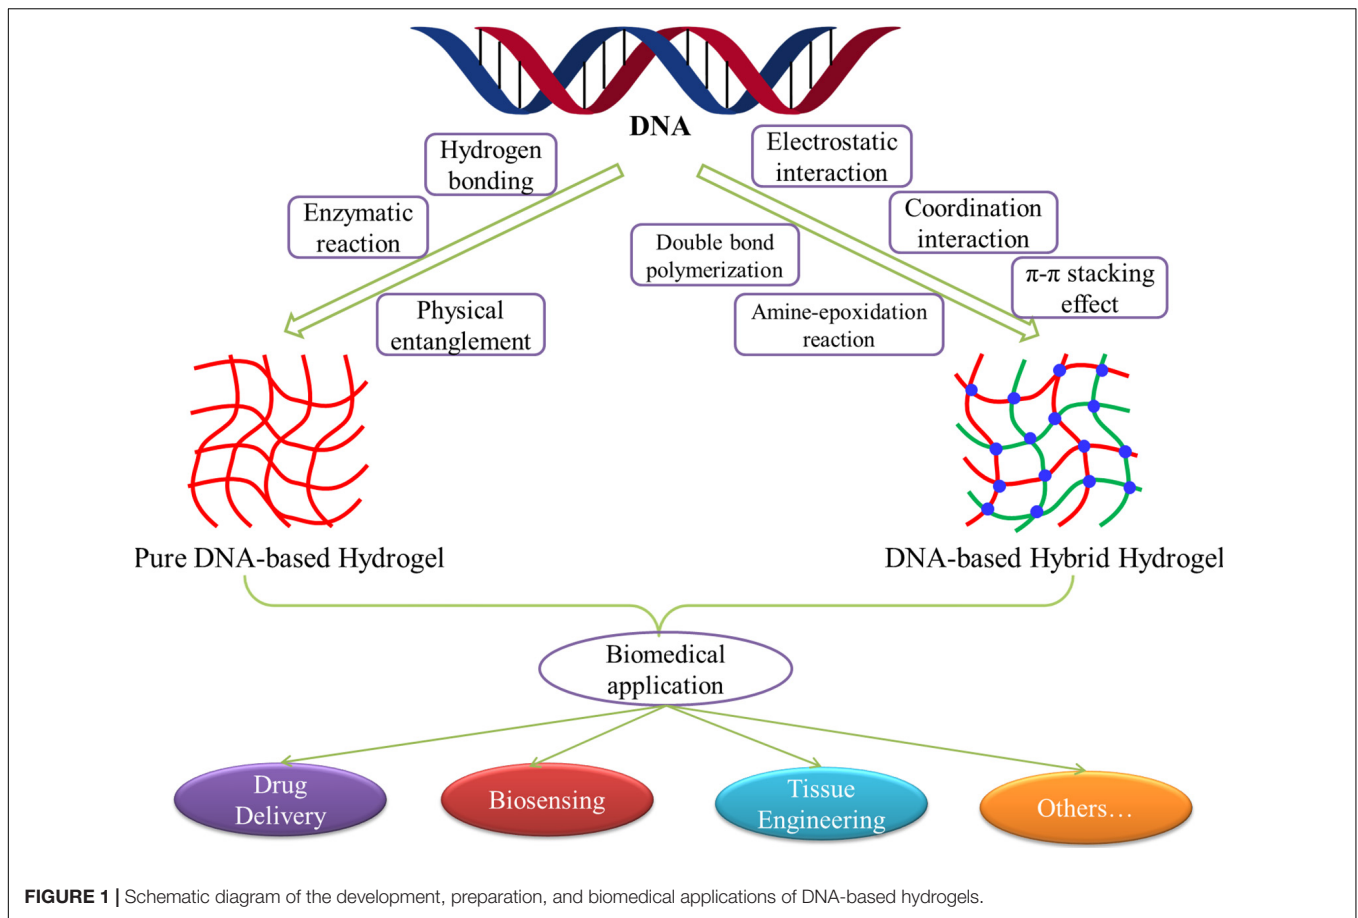 DNA
Hydrogen
bonding
Enzymatic
reaction
Physical
entanglement
Electrostatic
interaction
Coordination
interaction
π-π stacking
effect
Double bond
polymerization
Amine-epoxidation
reaction
Pure DNA-based Hydrogel
DNA-based Hybrid Hydrogel
Biomedical
application
Drug
Delivery
Biosensing
Tissue
Engineering
Others…
FIGURE 1 | Schematic diagram of the development, preparation, and biomedical applications of DNA-based hydrogels.